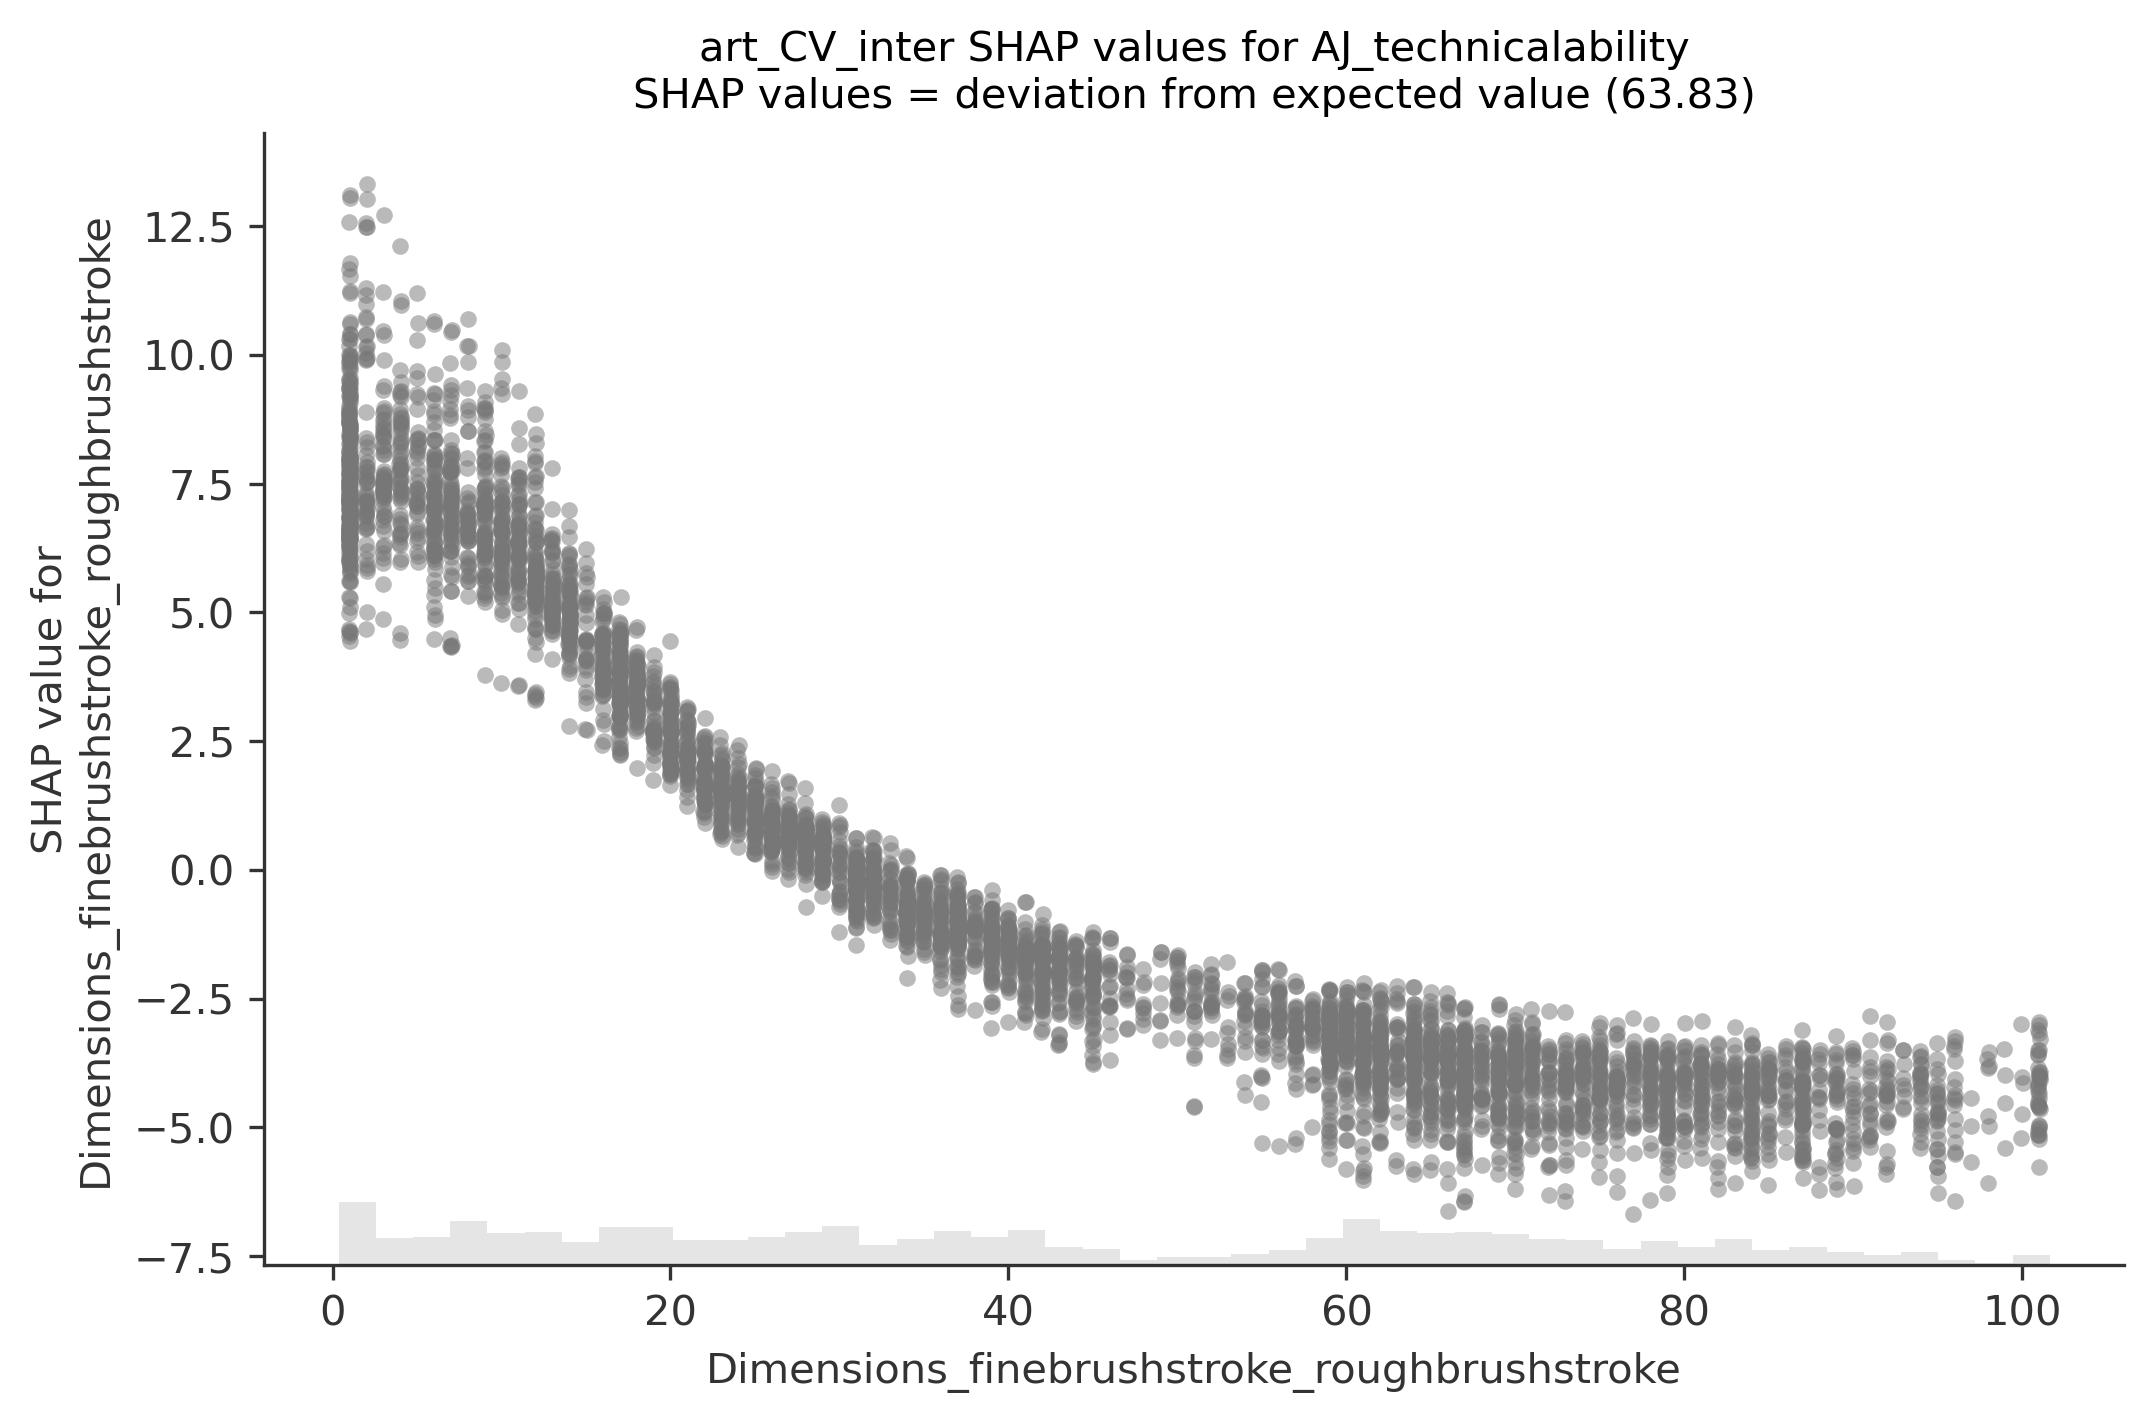 art_CV_inter SHAP values for AJ_technicalability
SHAP values = deviation from expected value (63.83)
SHAP value for
Dimensions_finebrushstroke_roughbrushstroke
12.5
10.0
7.5
5.0
2.5
0.0
−2.5
−5.0
−7.5
0 20 40 60 80 100
Dimensions_finebrushstroke_roughbrushstroke